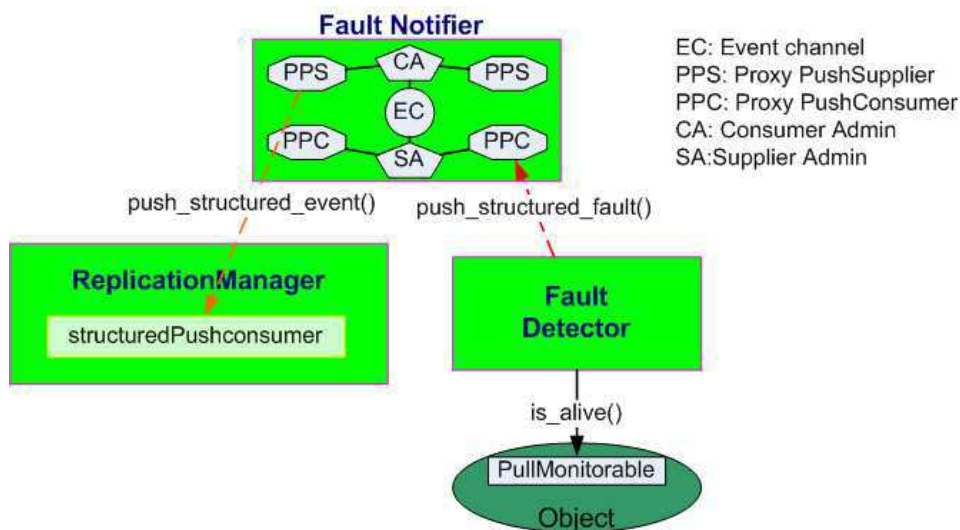 Fault Notifier
PPS
CA
PPS
EC
PPC
SA
PPC
EC: Event channel
PPS: Proxy PushSupplier
PPC: Proxy PushConsumer
CA: Consumer Admin
SA:Supplier Admin
push_structured_event()
push_structured_fault()
ReplicationManager
structuredPushconsumer
Fault
Detector
is_alive()
PullMonitorable
Object